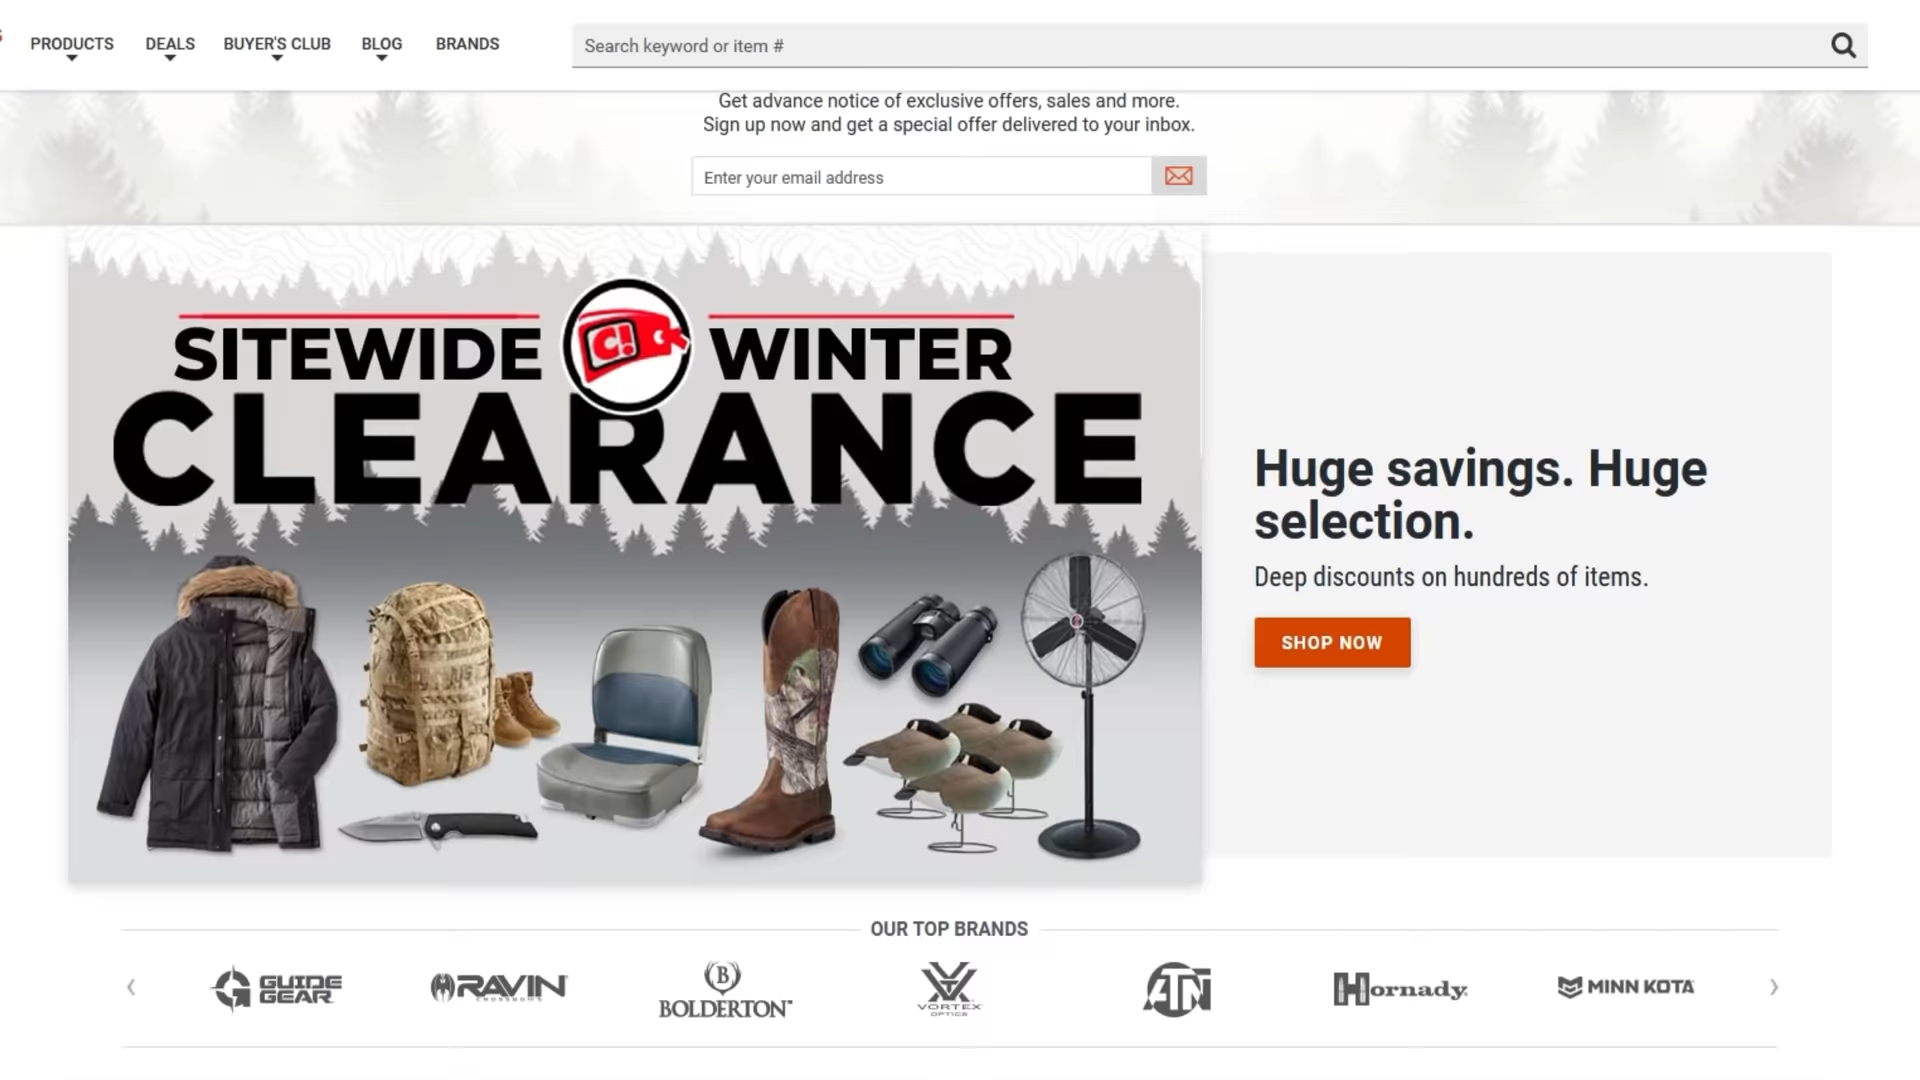 PRODUCTS DEALS BUYER'S CLUB BLOG BRANDS
Search keyword or item #
Get advance notice of exclusive offers, sales and more.
Sign up now and get a special offer delivered to your inbox.
Enter your email address
SITEWIDE C! WINTER
CLEARANCE
Huge savings. Huge
selection.
Deep discounts on hundreds of items.
SHOP NOW
OUR TOP BRANDS
GUIDE GEAR
RAVIN CROSSBOWS
B BOLDERTON™
VORTEX OPTICS
ATN
Hornady
MINN KOTA